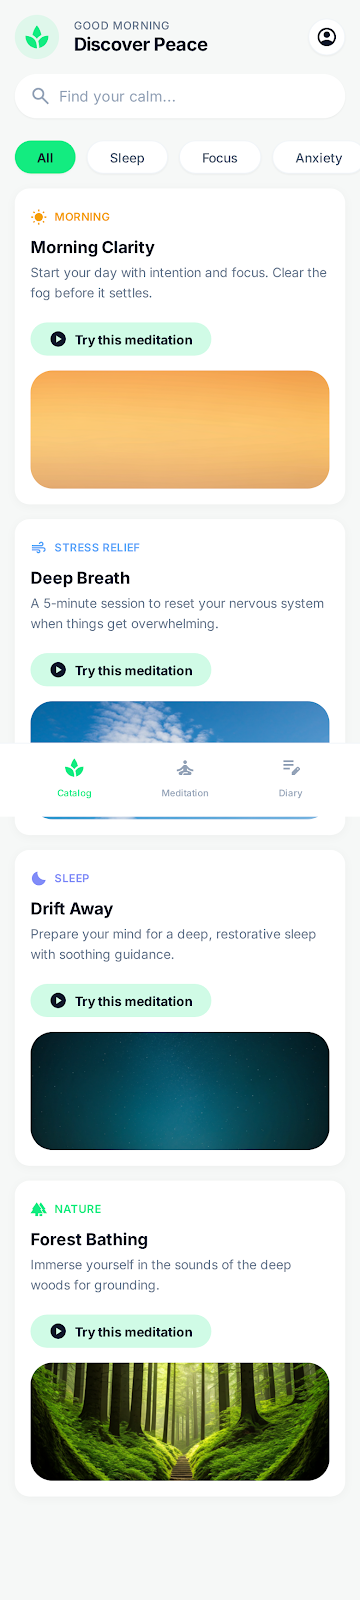 GOOD MORNING
Discover Peace
Find your calm...
All
Sleep
Focus
Anxiety
MORNING
Morning Clarity
Start your day with intention and focus. Clear the
fog before it settles.
Try this meditation
STRESS RELIEF
Deep Breath
A 5-minute session to reset your nervous system
when things get overwhelming.
Try this meditation
Catalog
Meditation
Diary
SLEEP
Drift Away
Prepare your mind for a deep, restorative sleep
with soothing guidance.
Try this meditation
NATURE
Forest Bathing
Immerse yourself in the sounds of the deep
woods for grounding.
Try this meditation